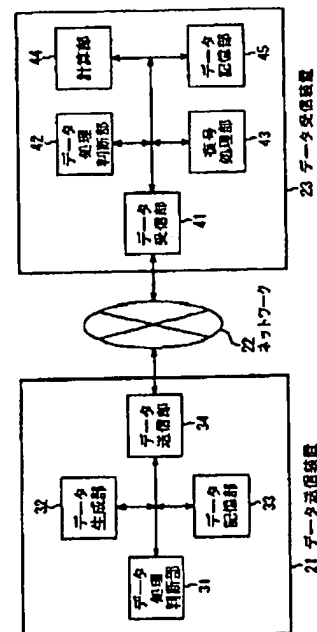 32
データ
生成部
データ
処理
判断部
31
データ
送信部
34
データ
記憶部
33
21 データ送信装置
22
ネットワーク
42
データ
処理
判断部
44
計算部
データ
受信部
41
復号
処理部
43
データ
記憶部
45
23 データ受信装置